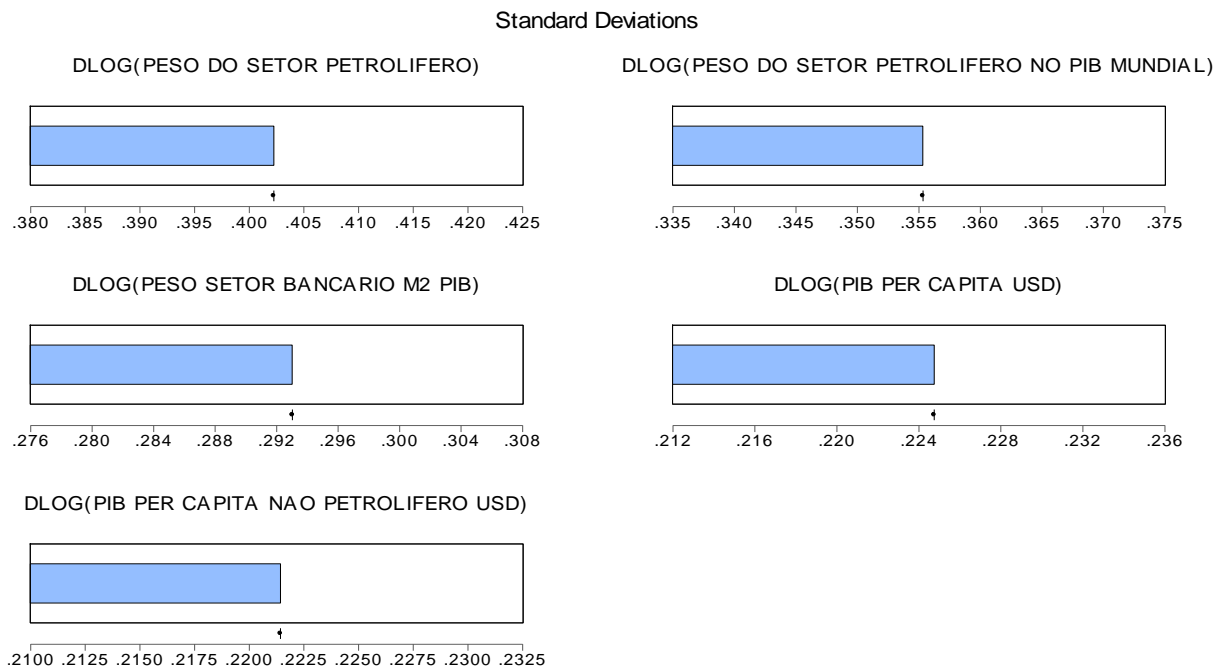 Standard Deviations
DLOG(PESO DO SETOR PETROLIFERO)
.380 .385 .390 .395 .400 .405 .410 .415 .420 .425
DLOG(PESO DO SETOR PETROLIFERO NO PIB MUNDIAL)
.335 .340 .345 .350 .355 .360 .365 .370 .375
DLOG(PESO SETOR BANCARIO M2 PIB)
.276 .280 .284 .288 .292 .296 .300 .304 .308
DLOG(PIB PER CAPITA USD)
.212 .216 .220 .224 .228 .232 .236
DLOG(PIB PER CAPITA NAO PETROLIFERO USD)
.2100 .2125 .2150 .2175 .2200 .2225 .2250 .2275 .2300 .2325